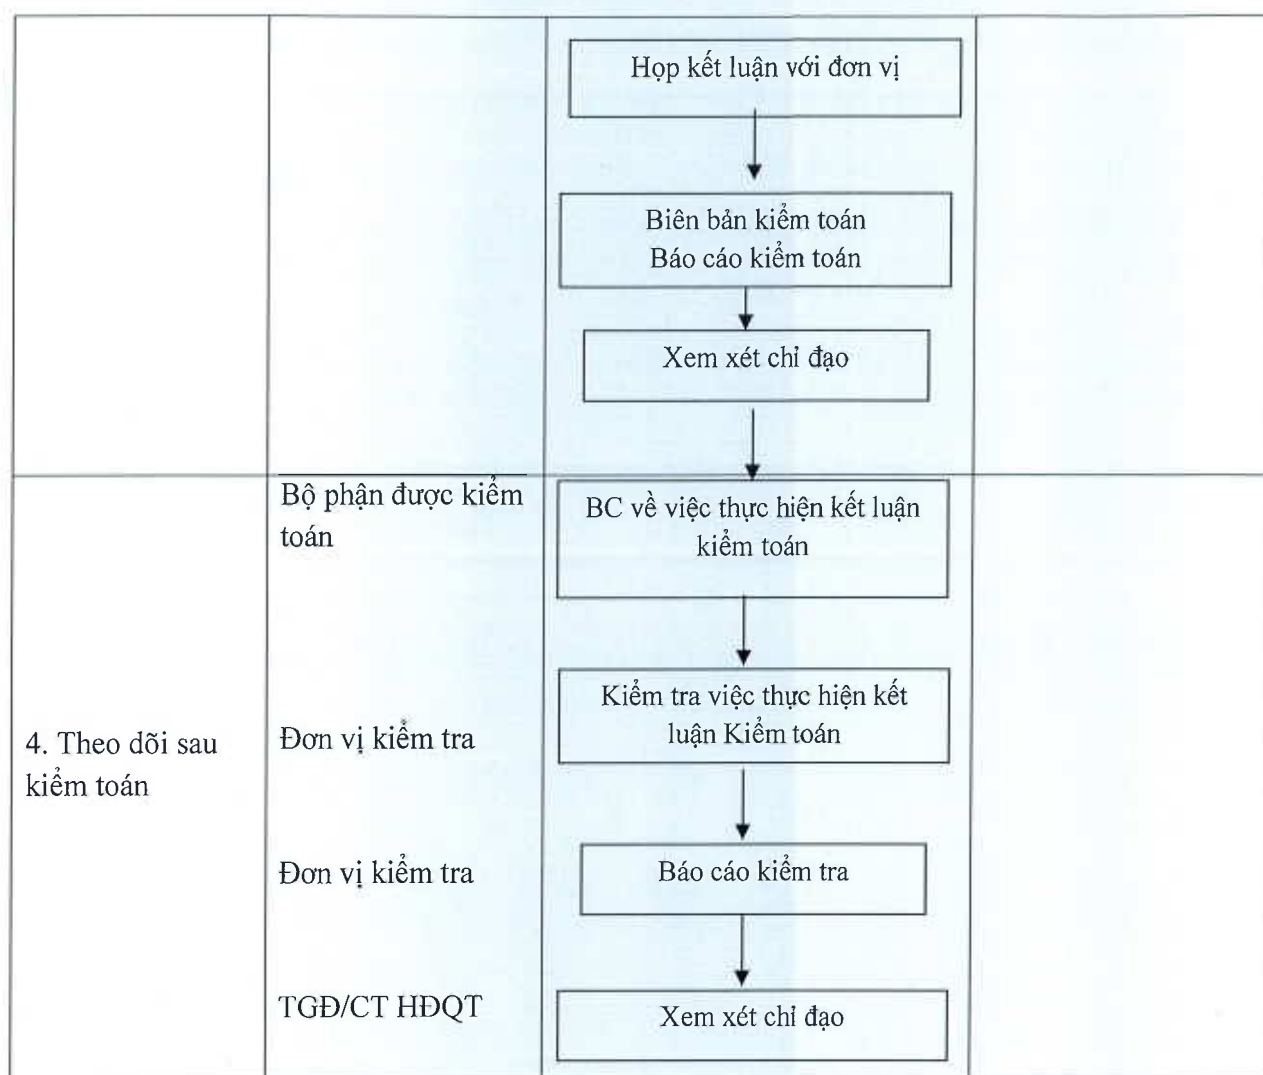 Họp kết luận với đơn vị
Biên bản kiểm toán
Báo cáo kiểm toán
Xem xét chỉ đạo
Bộ phận được kiểm
toán
BC về việc thực hiện kết luận
kiểm toán
4. Theo dõi sau
kiểm toán
Đơn vị kiểm tra
Kiểm tra việc thực hiện kết
luận Kiểm toán
Đơn vị kiểm tra
Báo cáo kiểm tra
TGĐ/CT HĐQT
Xem xét chỉ đạo